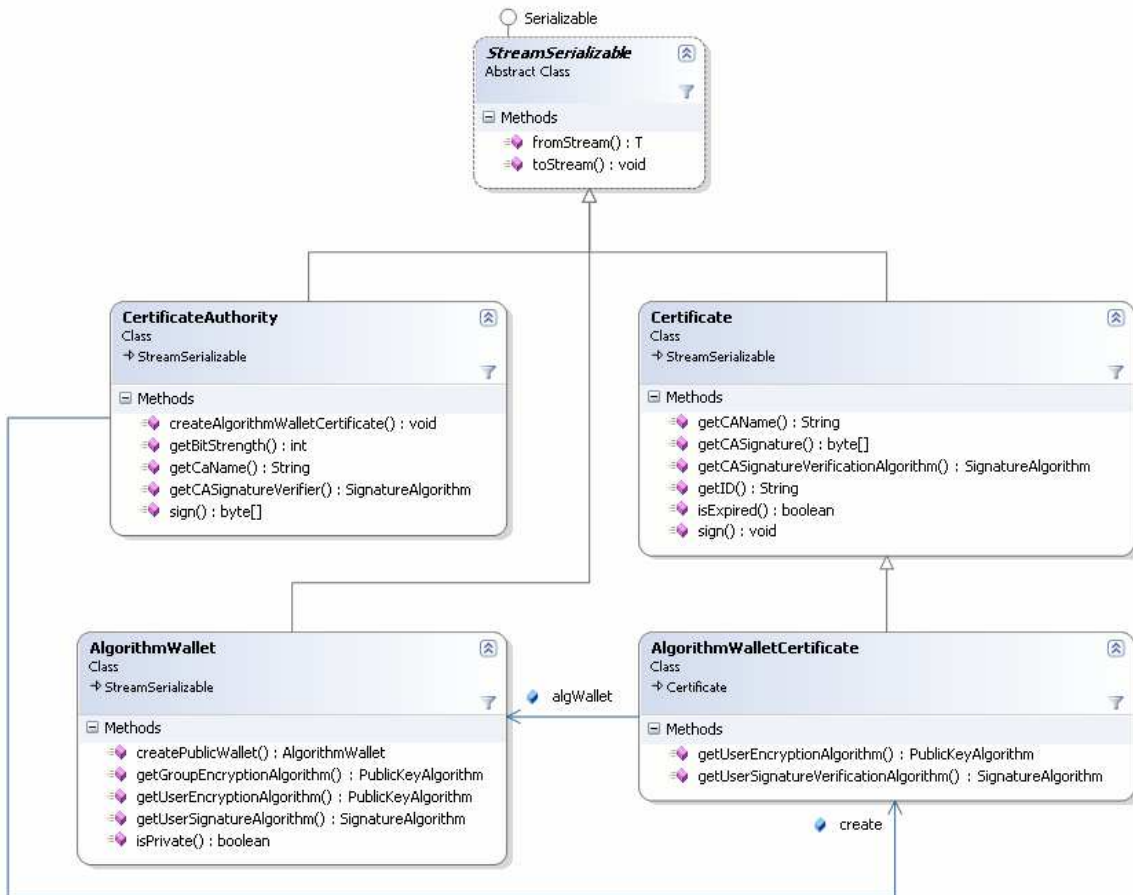 Serializable
StreamSerializable
Abstract Class
Methods
fromStream() : T
toStream() : void
CertificateAuthority
Class
StreamSerializable
Methods
createAlgorithmWalletCertificate() : void
getBitStrength() : int
getCaName() : String
getCASignatureVerifier() : SignatureAlgorithm
sign() : byte[]
Certificate
Class
StreamSerializable
Methods
getCAName() : String
getCASignature() : byte[]
getCASignatureVerificationAlgorithm() : SignatureAlgorithm
getID() : String
isExpired() : boolean
sign() : void
AlgorithmWallet
Class
StreamSerializable
Methods
createPublicWallet() : AlgorithmWallet
getGroupEncryptionAlgorithm() : PublicKeyAlgorithm
getUserEncryptionAlgorithm() : PublicKeyAlgorithm
getUserSignatureAlgorithm() : SignatureAlgorithm
isPrivate() : boolean
algWallet
AlgorithmWalletCertificate
Class
Certificate
Methods
getUserEncryptionAlgorithm() : PublicKeyAlgorithm
getUserSignatureVerificationAlgorithm() : SignatureAlgorithm
create